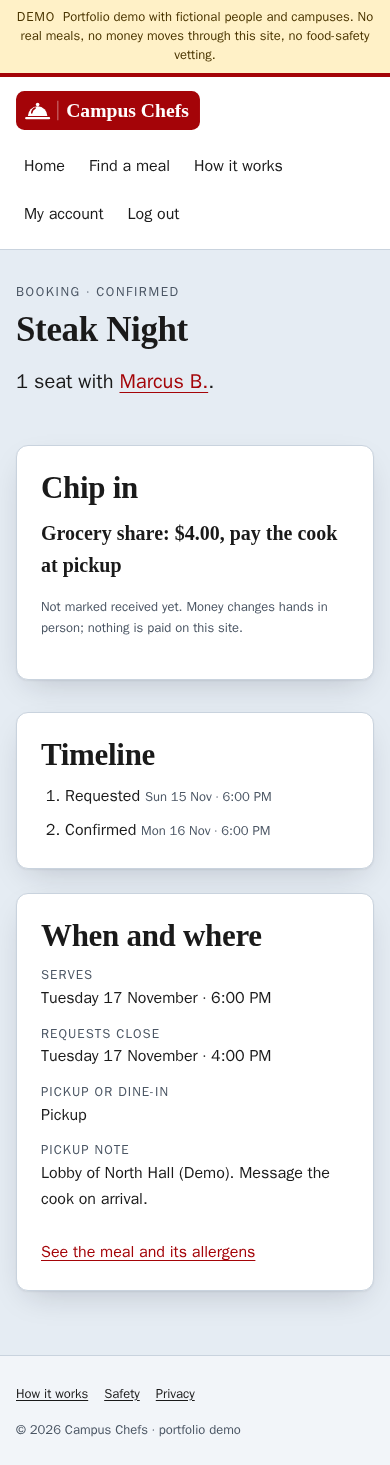 DEMO Portfolio demo with fictional people and campuses. No
real meals, no money moves through this site, no food-safety
vetting.
Campus Chefs
Home Find a meal How it works
My account Log out
BOOKING · CONFIRMED
Steak Night
1 seat with Marcus B..
Chip in
Grocery share: $4.00, pay the cook
at pickup
Not marked received yet. Money changes hands in
person; nothing is paid on this site.
Timeline
1. Requested Sun 15 Nov · 6:00 PM
2. Confirmed Mon 16 Nov · 6:00 PM
When and where
SERVES
Tuesday 17 November · 6:00 PM
REQUESTS CLOSE
Tuesday 17 November · 4:00 PM
PICKUP OR DINE-IN
Pickup
PICKUP NOTE
Lobby of North Hall (Demo). Message the
cook on arrival.
See the meal and its allergens
How it works Safety Privacy
© 2026 Campus Chefs · portfolio demo